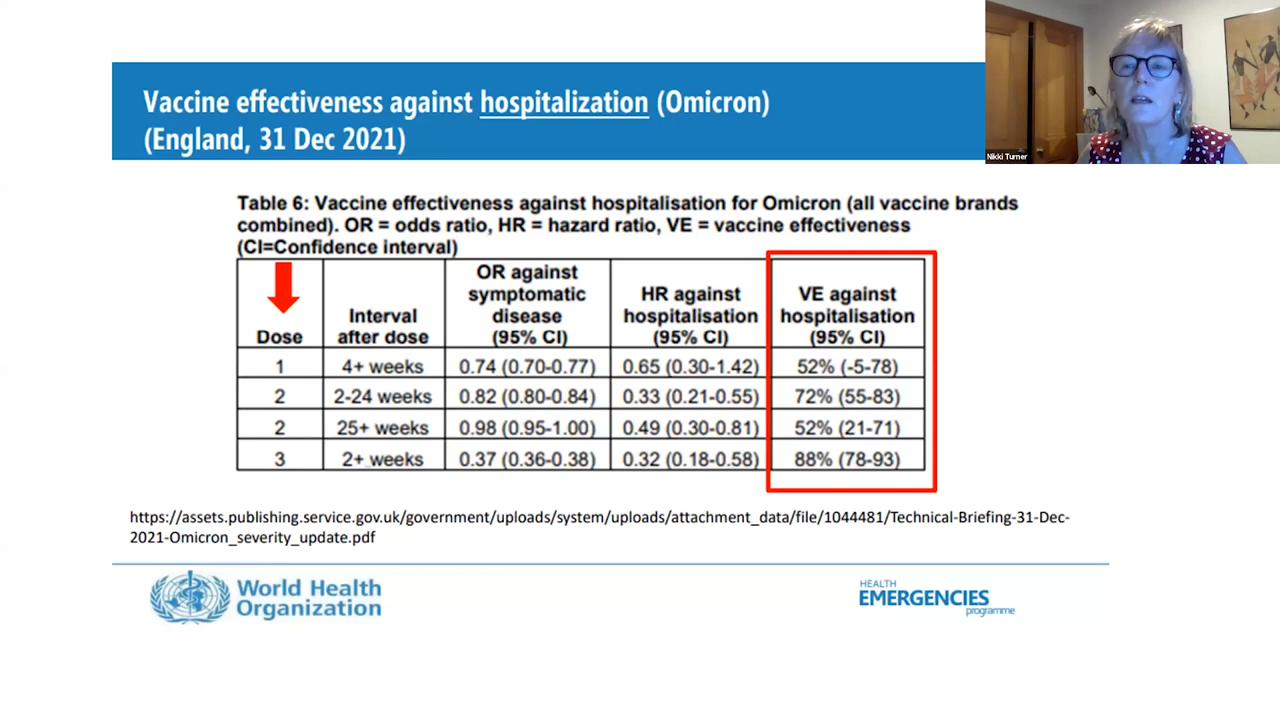 Vaccine effectiveness against hospitalization (Omicron)
(England, 31 Dec 2021)
Nikki Turner
Table 6: Vaccine effectiveness against hospitalisation for Omicron (all vaccine brands
combined). OR = odds ratio, HR = hazard ratio, VE = vaccine effectiveness
(CI=Confidence interval)
Dose | Interval after dose | OR against symptomatic disease (95% CI) | HR against hospitalisation (95% CI) | VE against hospitalisation (95% CI)
1 | 4+ weeks | 0.74 (0.70-0.77) | 0.65 (0.30-1.42) | 52% (-5-78)
2 | 2-24 weeks | 0.82 (0.80-0.84) | 0.33 (0.21-0.55) | 72% (55-83)
2 | 25+ weeks | 0.98 (0.95-1.00) | 0.49 (0.30-0.81) | 52% (21-71)
3 | 2+ weeks | 0.37 (0.36-0.38) | 0.32 (0.18-0.58) | 88% (78-93)
https://assets.publishing.service.gov.uk/government/uploads/system/uploads/attachment_data/file/1044481/Technical-Briefing-31-Dec-
2021-Omicron_severity_update.pdf
World Health
Organization
HEALTH
EMERGENCIES
programme